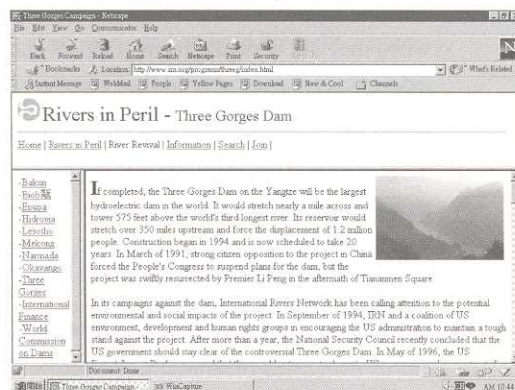 Three Gorges Campaign - Netscape
File Edit View Go Communicator Help
Back Forward Reload Home Search Netscape Print Security
Bookmarks Location: http://www.irn.org/programs/threeg/index.html What's Related
Instant Message WebMail People Yellow Pages Download New & Cool Channels
Rivers in Peril - Three Gorges Dam
Home | Rivers in Peril | River Revival | Information | Search | Join |
-Bakun
-Epupa
-Hidrovia
-Lesotho
-Mekong
-Narmada
-Okavango
-Three
Gorges
-International
Finance
-World
Commission
on Dams
If completed, the Three Gorges Dam on the Yangtze will be the largest
hydroelectric dam in the world. It would stretch nearly a mile across and
tower 575 feet above the world's third longest river. Its reservoir would
stretch over 350 miles upstream and force the displacement of 1.2 million
people. Construction began in 1994 and is now scheduled to take 20
years. In March of 1991, strong citizen opposition to the project in China
forced the People's Congress to suspend plans for the dam, but the
project was swiftly resurrected by Premier Li Peng in the aftermath of Tiananmen Square.
In its campaigns against the dam, International Rivers Network has been calling attention to the potential
environmental and social impacts of the project. In September of 1994, IRN and a coalition of US
environment, development and human rights groups in encouraging the US administration to maintain a tough
stand against the project. After more than a year, the National Security Council recently concluded that the
US government should stay clear of the controversial Three Gorges Dam. In May of 1996, the US
Document: Done
Three Gorges Campaign WinCapture